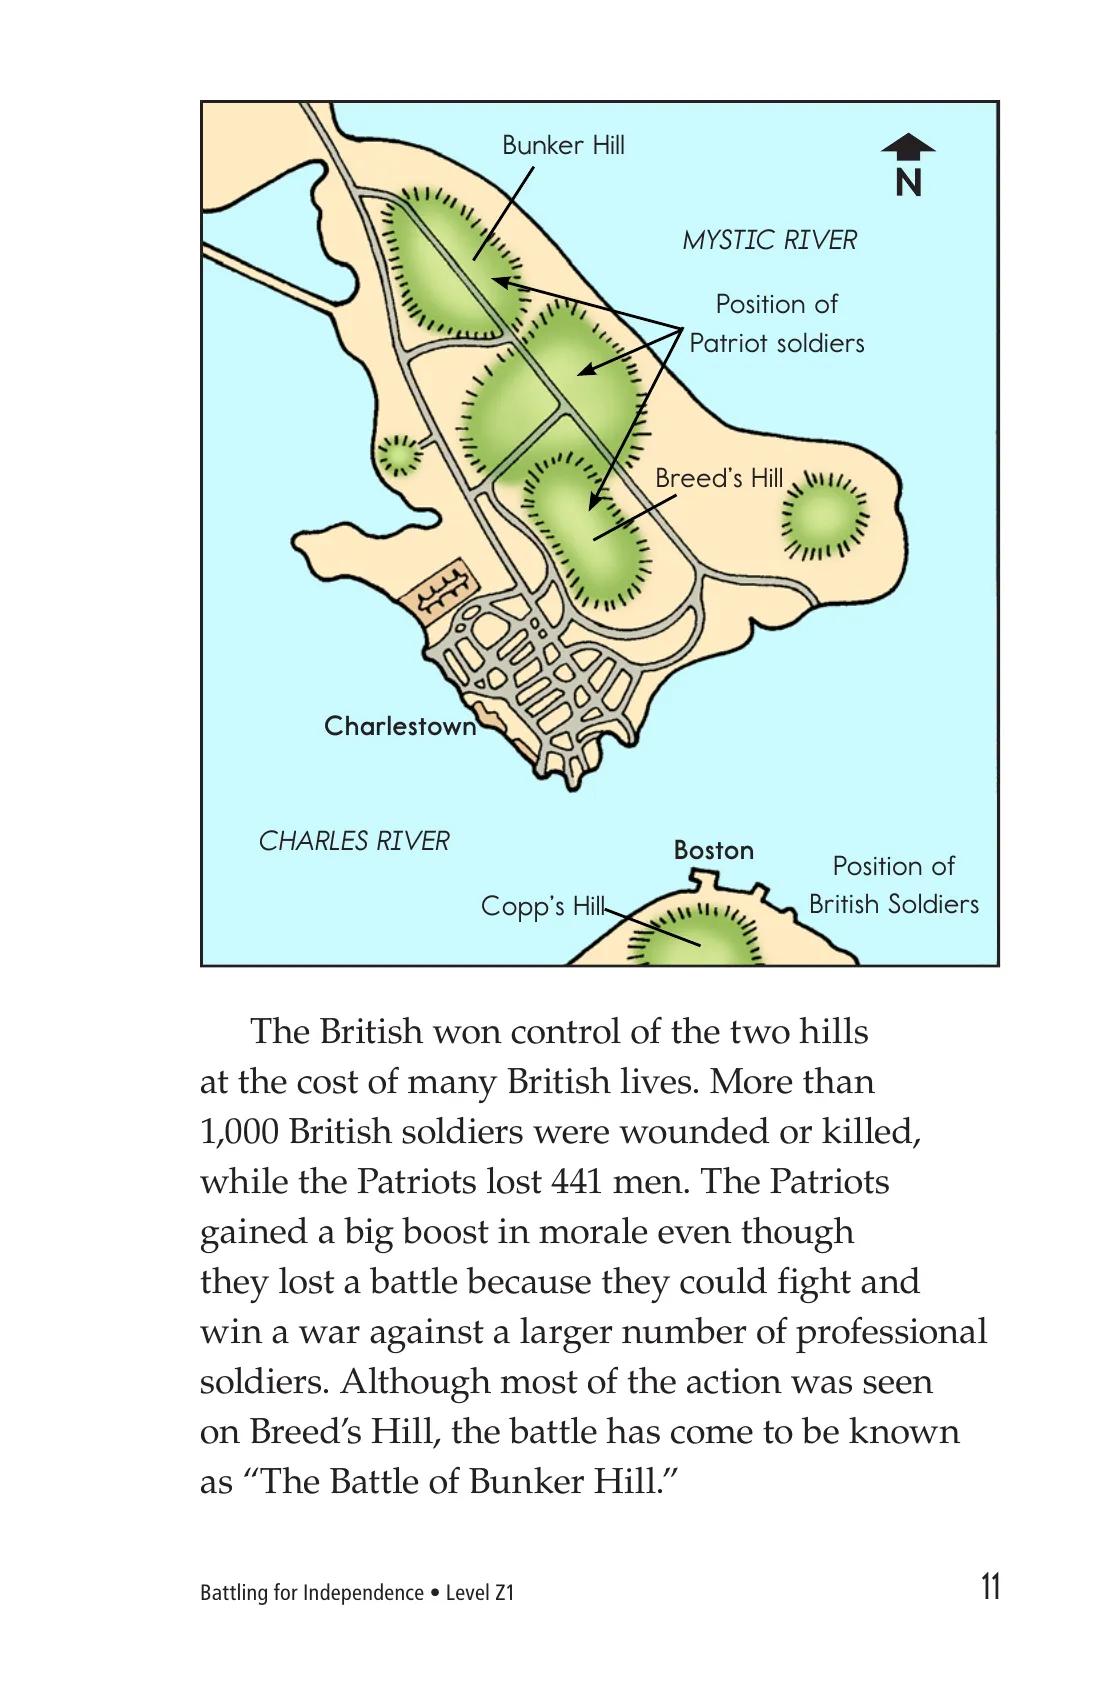 Bunker Hill
N
MYSTIC RIVER
Position of
Patriot soldiers
Breed's Hill
Charlestown
CHARLES RIVER
Boston
Position of
British Soldiers
Copp's Hill
The British won control of the two hills
at the cost of many British lives. More than
1,000 British soldiers were wounded or killed,
while the Patriots lost 441 men. The Patriots
gained a big boost in morale even though
they lost a battle because they could fight and
win a war against a larger number of professional
soldiers. Although most of the action was seen
on Breed’s Hill, the battle has come to be known
as “The Battle of Bunker Hill.”
Battling for Independence • Level Z1
11